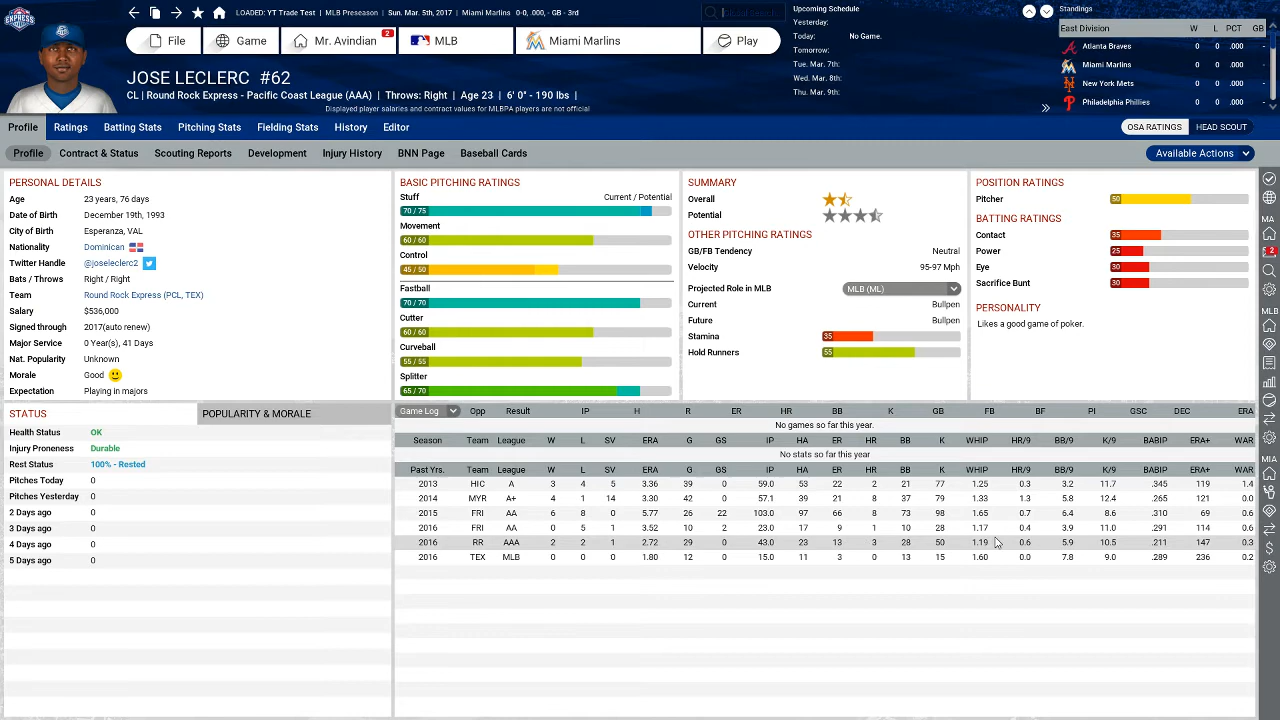 EXPRESS
LOADED: YT Trade Test | MLB Preseason | Sun. Mar. 5th, 2017 | Miami Marlins 0-0, .000, - GB - 3rd
Global Search
File
Game
Mr. Avindian
2
MLB
Miami Marlins
Play
Upcoming Schedule
Yesterday:
Today: No Game.
Tomorrow:
Tue. Mar. 7th:
Wed. Mar. 8th:
Thu. Mar. 9th:
Standings
East Division W L PCT GB
Atlanta Braves 0 0 .000 -
Miami Marlins 0 0 .000 -
New York Mets 0 0 .000 -
Philadelphia Phillies 0 0 .000 -
JOSE LECLERC #62
CL | Round Rock Express - Pacific Coast League (AAA) | Throws: Right | Age 23 | 6' 0" - 190 lbs |
Displayed player salaries and contract values for MLBPA players are not official
Profile Ratings Batting Stats Pitching Stats Fielding Stats History Editor
OSA RATINGS HEAD SCOUT
Profile Contract & Status Scouting Reports Development Injury History BNN Page Baseball Cards
Available Actions
PERSONAL DETAILS
Age 23 years, 76 days
Date of Birth December 19th, 1993
City of Birth Esperanza, VAL
Nationality Dominican
Twitter Handle @joseleclerc2
Bats / Throws Right / Right
Team Round Rock Express (PCL, TEX)
Salary $536,000
Signed through 2017(auto renew)
Major Service 0 Year(s), 41 Days
Nat. Popularity Unknown
Morale Good
Expectation Playing in majors
BASIC PITCHING RATINGS
Stuff Current / Potential
70 / 75
Movement
60 / 60
Control
45 / 50
Fastball
70 / 70
Cutter
60 / 60
Curveball
55 / 55
Splitter
65 / 70
SUMMARY
Overall
Potential
OTHER PITCHING RATINGS
GB/FB Tendency Neutral
Velocity 95-97 Mph
Projected Role in MLB MLB (ML)
Current Bullpen
Future Bullpen
Stamina 35
Hold Runners 55
POSITION RATINGS
Pitcher 50
BATTING RATINGS
Contact 35
Power 25
Eye 30
Sacrifice Bunt 30
PERSONALITY
Likes a good game of poker.
STATUS POPULARITY & MORALE
Health Status OK
Injury Proneness Durable
Rest Status 100% - Rested
Pitches Today 0
Pitches Yesterday 0
2 Days ago 0
3 Days ago 0
4 Days ago 0
5 Days ago 0
Game Log Opp Result IP H R ER HR BB K GB FB BF PI GSC DEC ERA
No games so far this year.
Season Team League W L SV ERA G GS IP HA ER HR BB K WHIP HR/9 BB/9 K/9 BABIP ERA+ WAR
No stats so far this year
Past Yrs. Team League W L SV ERA G GS IP HA ER HR BB K WHIP HR/9 BB/9 K/9 BABIP ERA+ WAR
2013 HIC A 3 4 5 3.36 39 0 59.0 53 22 2 21 77 1.25 0.3 3.2 11.7 .345 119 1.4
2014 MYR A+ 4 1 14 3.30 42 0 57.1 39 21 8 37 79 1.33 1.3 5.8 12.4 .265 121 0.0
2015 FRI AA 6 8 0 5.77 26 22 103.0 97 66 8 73 98 1.65 0.7 6.4 8.6 .310 69 0.6
2016 FRI AA 0 5 1 3.52 10 2 23.0 17 9 1 10 28 1.17 0.4 3.9 11.0 .291 114 0.6
2016 RR AAA 2 2 1 2.72 29 0 43.0 23 13 3 28 50 1.19 0.6 5.9 10.5 .211 147 0.3
2016 TEX MLB 0 0 0 1.80 12 0 15.0 11 3 0 13 15 1.60 0.0 7.8 9.0 .289 236 0.2
MA
2
MLB
MIA